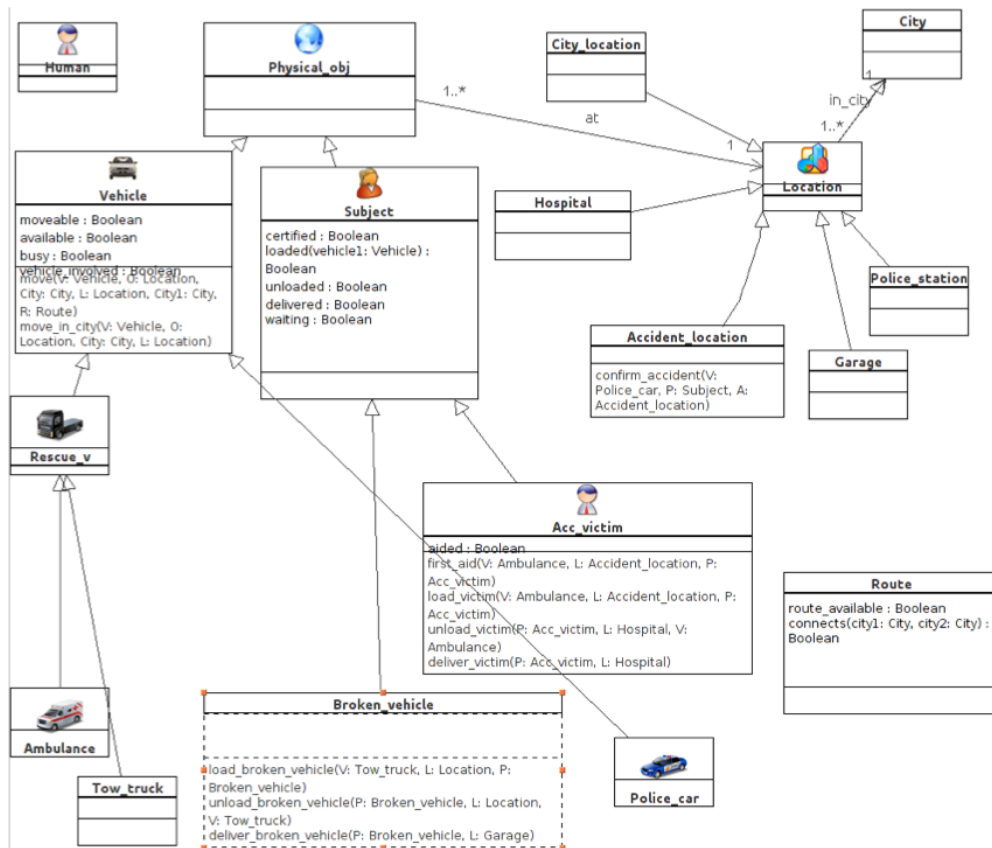 Human
Physical_obj
City_location
City
1..*
at
1
in_city
1..*
1
Location
Vehicle
moveable : Boolean
available : Boolean
busy : Boolean
vehicle_involved : Boolean
move(V: Vehicle, O: Location,
City: City, L: Location, City1: City,
R: Route)
move_in_city(V: Vehicle, O:
Location, City: City, L: Location)
Subject
certified : Boolean
loaded(vehicle1: Vehicle) :
Boolean
unloaded : Boolean
delivered : Boolean
waiting : Boolean
Hospital
Police_station
Accident_location
confirm_accident(V:
Police_car, P: Subject, A:
Accident_location)
Garage
Rescue_v
Acc_victim
aided : Boolean
first_aid(V: Ambulance, L: Accident_location, P:
Acc_victim)
load_victim(V: Ambulance, L: Accident_location, P:
Acc_victim)
unload_victim(P: Acc_victim, L: Hospital, V:
Ambulance)
deliver_victim(P: Acc_victim, L: Hospital)
Route
route_available : Boolean
connects(city1: City, city2: City) :
Boolean
Ambulance
Tow_truck
Broken_vehicle
load_broken_vehicle(V: Tow_truck, L: Location, P:
Broken_vehicle)
unload_broken_vehicle(P: Broken_vehicle, L: Location,
V: Tow_truck)
deliver_broken_vehicle(P: Broken_vehicle, L: Garage)
Police_car